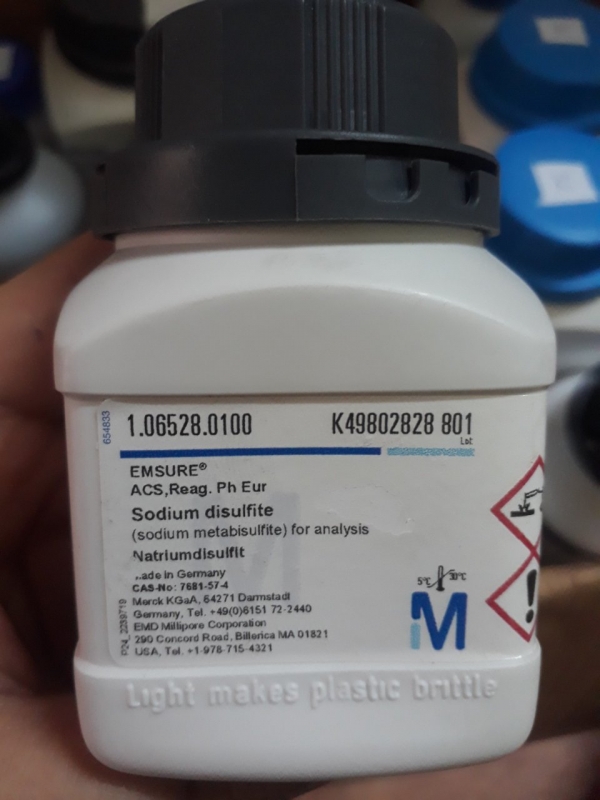 1.06528.0100 K49802828 801
Lot
654833
EMSURE®
ACS,Reag. Ph Eur
Sodium disulfite
(sodium metabisulfite) for analysis
Natriumdisulfit
.ade in Germany
CAS-No: 7681-57-4
Merck KGaA, 64271 Darmstadt
Germany, Tel. +49(0)6151 72-2440
EMD Millipore Corporation
290 Concord Road, Billerica MA 01821
USA, Tel. +1-978-715-4321
5°C 30°C
M
Light makes plastic brittle